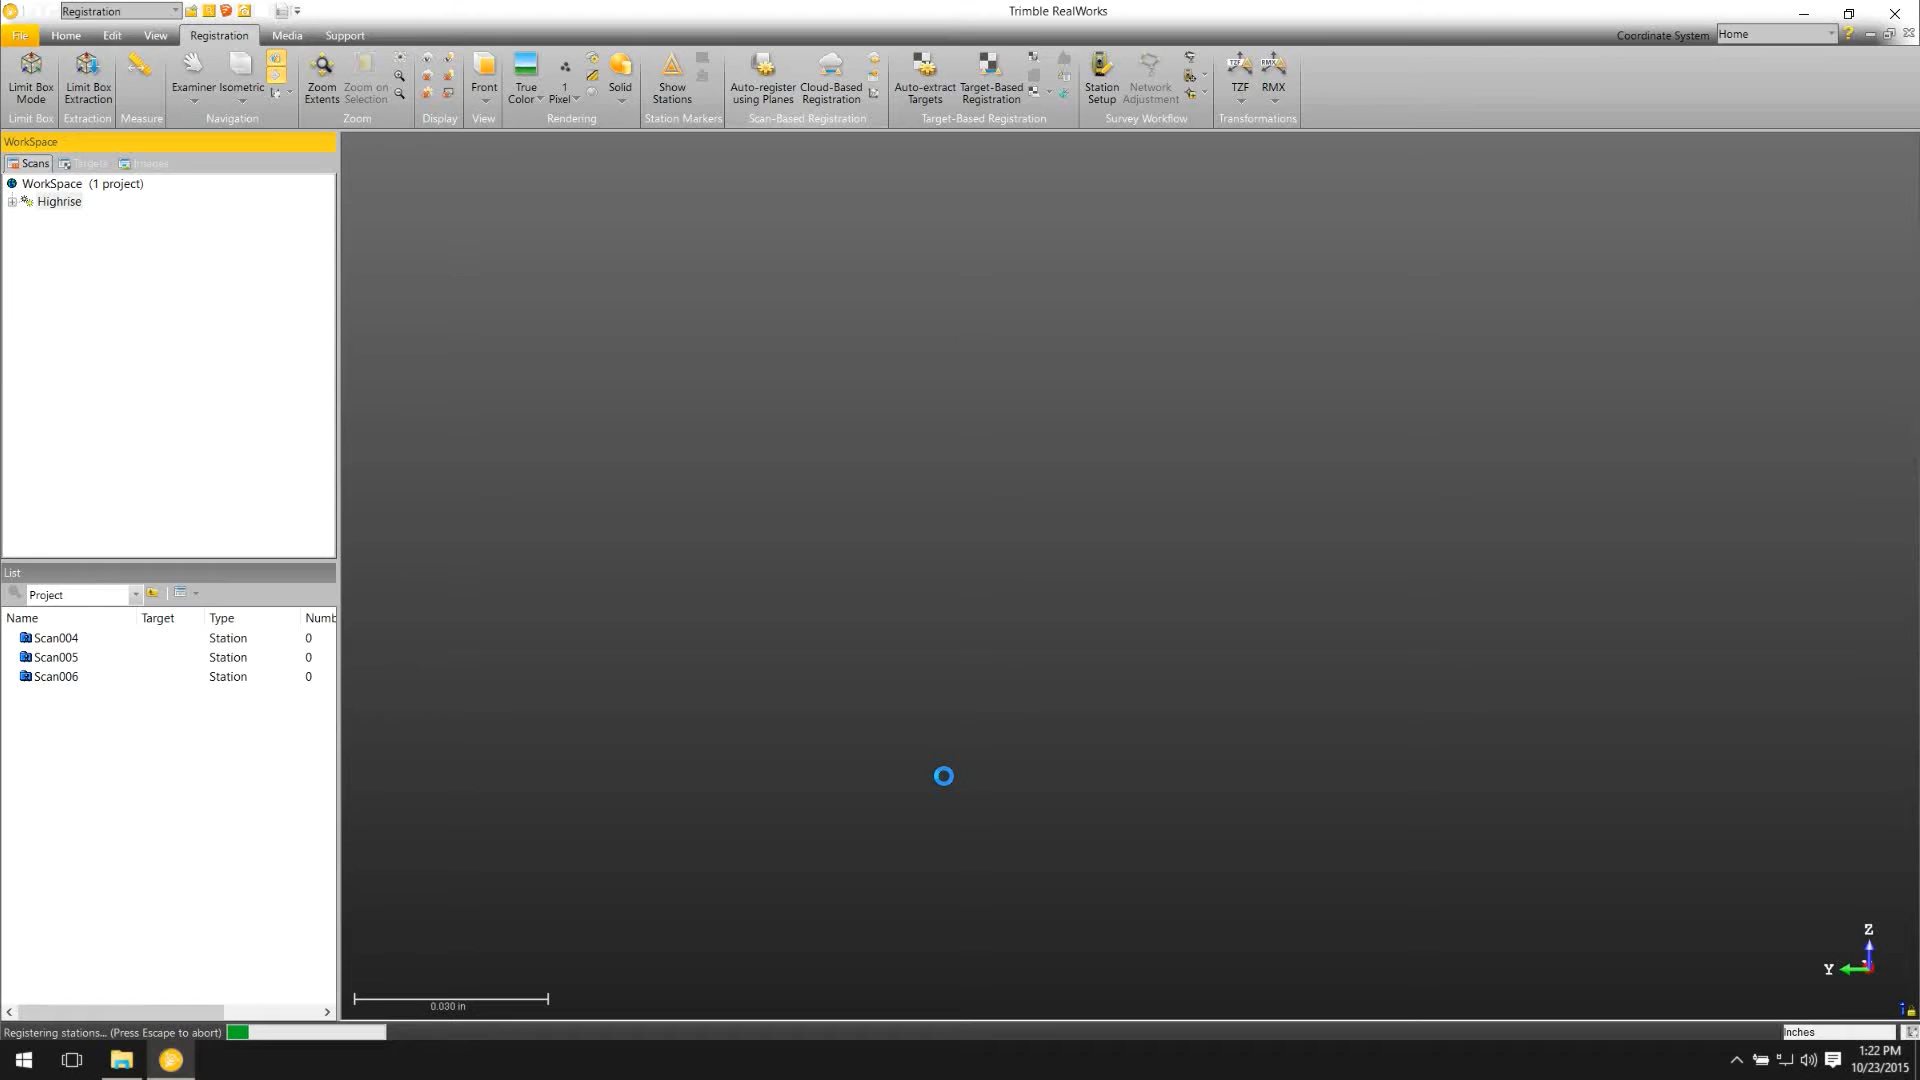 Registration
Trimble RealWorks
File Home Edit View Registration Media Support
Coordinate System Home
Limit Box Mode
Limit Box
Limit Box Extraction
Extraction
Measure
Examiner Isometric
Navigation
Zoom Extents
Zoom on Selection
Zoom
Display
Front
View
True Color
1 Pixel
Solid
Rendering
Show Stations
Station Markers
Auto-register using Planes
Cloud-Based Registration
Scan-Based Registration
Auto-extract Targets
Target-Based Registration
Target-Based Registration
Station Setup
Network Adjustment
Survey Workflow
TZF
TZF
RMX
RMX
Transformations
WorkSpace
Scans Targets Images
WorkSpace (1 project)
Highrise
List
Project
Name Target Type Numb
Scan004 Station 0
Scan005 Station 0
Scan006 Station 0
Z
Y
0.030 in
Registering stations... (Press Escape to abort)
Inches
1:22 PM
10/23/2015